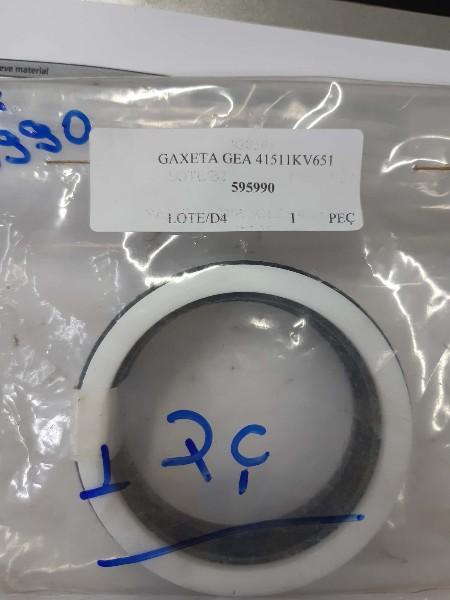 eve material
990
GAXETA GEA 41511KV651
595990
LOTE/D4 1 PEÇ
1 PÇ